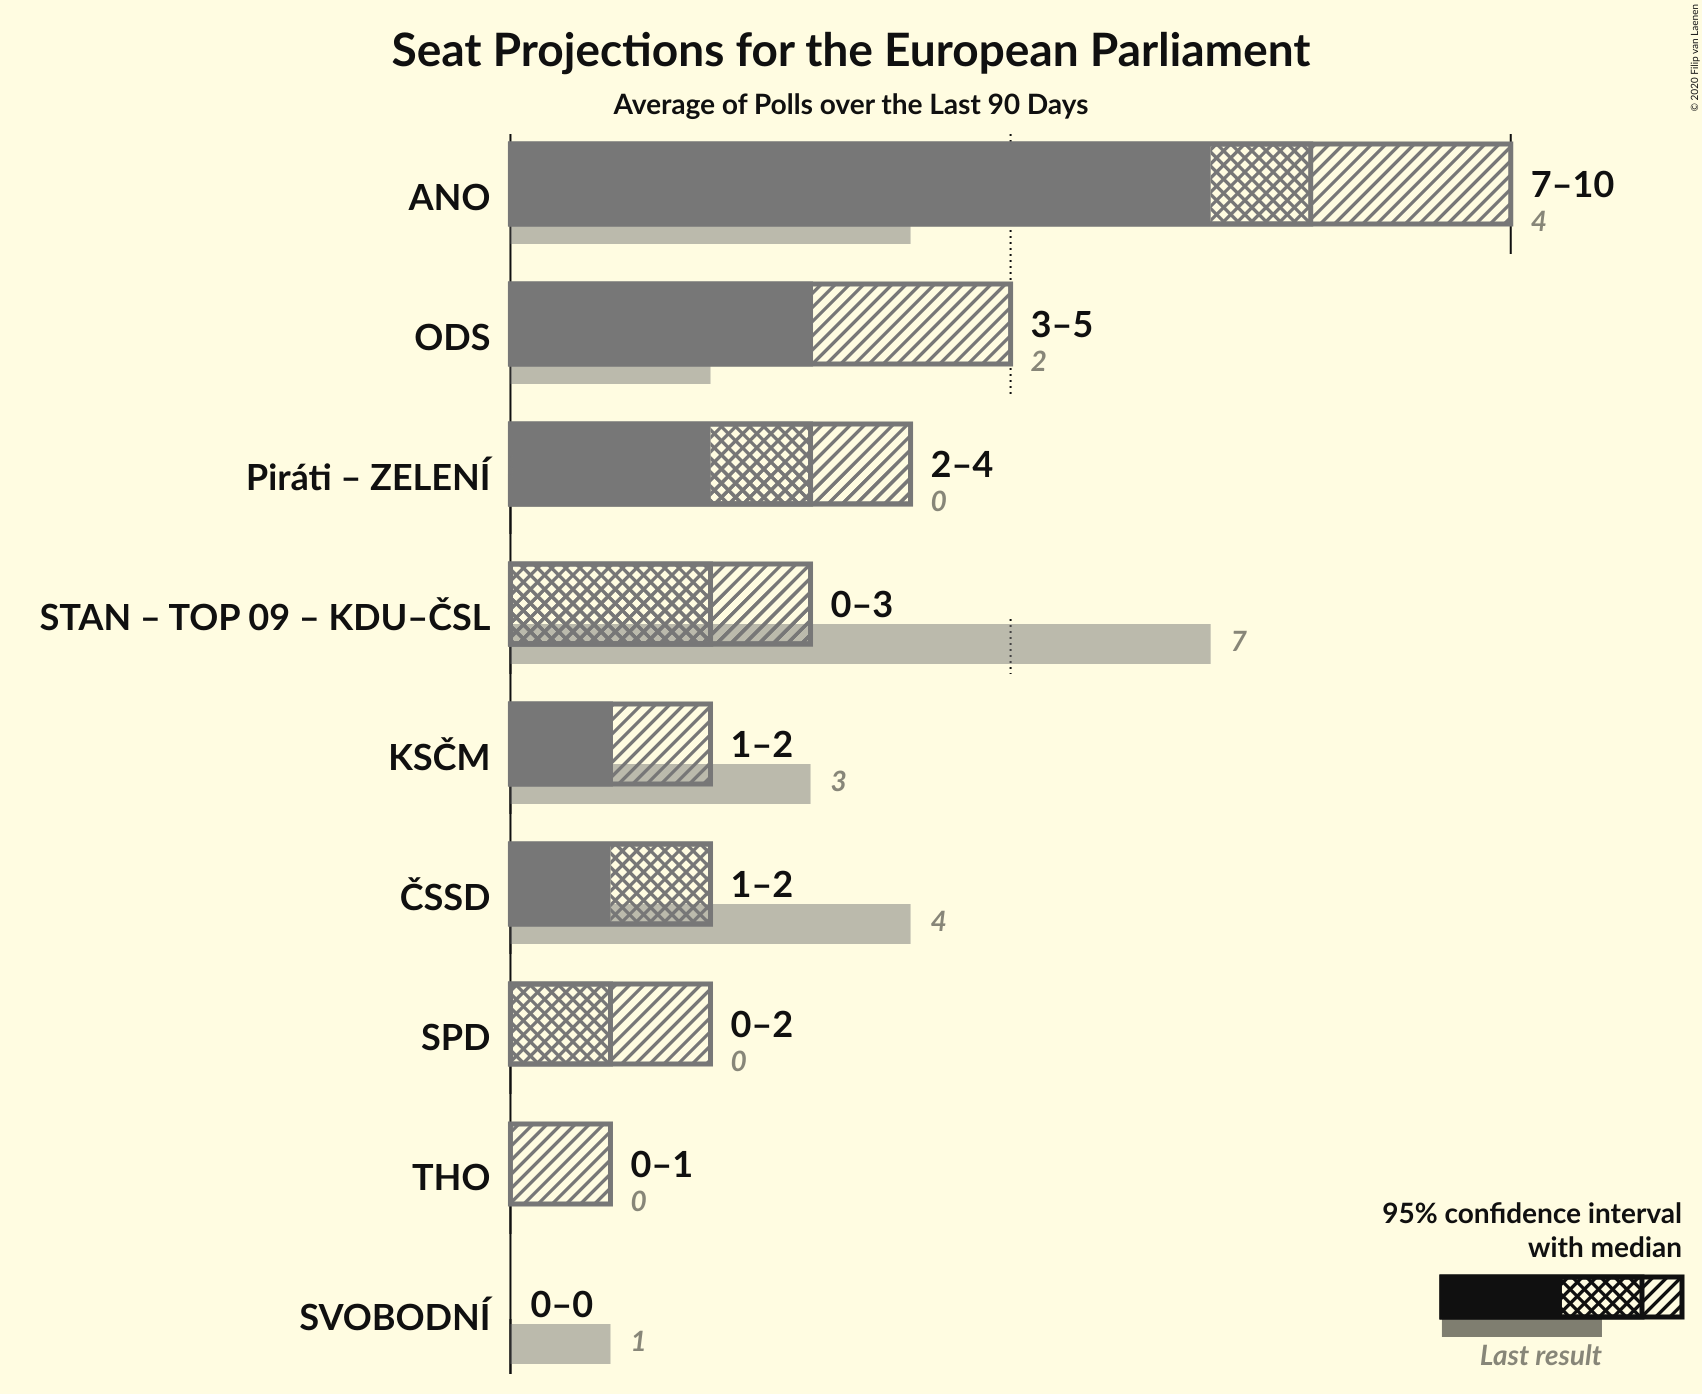 Seat Projections for the European Parliament
Average of Polls over the Last 90 Days
© 2020 Filip van Laenen
ANO
7–10
4
ODS
3–5
2
Piráti – ZELENÍ
2–4
0
STAN – TOP 09 – KDU–ČSL
0–3
7
KSČM
1–2
3
ČSSD
1–2
4
SPD
0–2
0
THO
0–1
0
SVOBODNÍ
0–0
1
95% confidence interval
with median
Last result